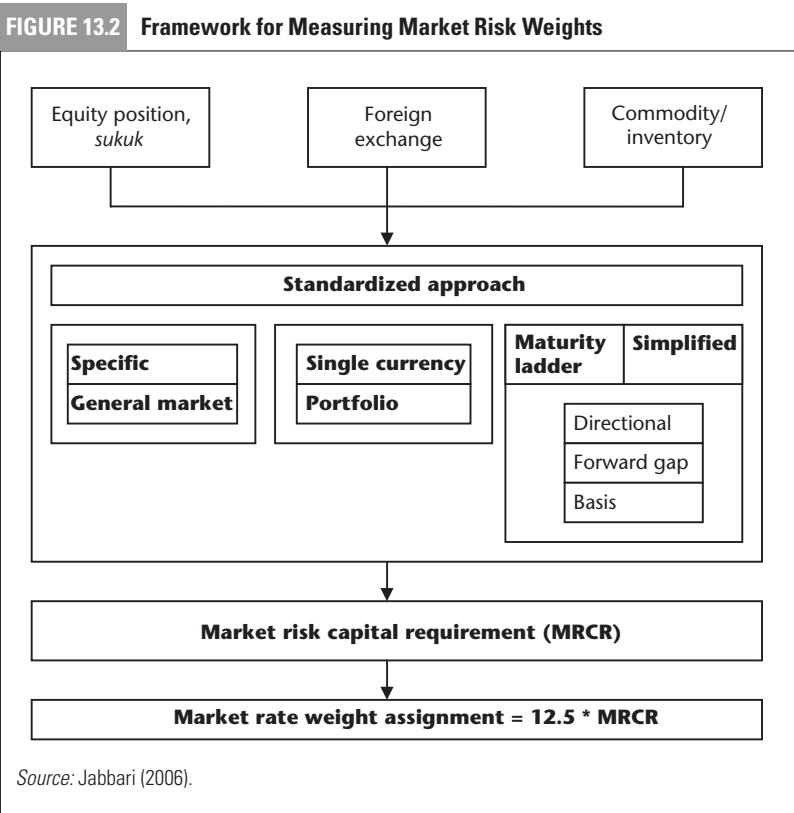 FIGURE 13.2 Framework for Measuring Market Risk Weights
Equity position,
sukuk
Foreign
exchange
Commodity/
inventory
Standardized approach
Specific
General market
Single currency
Portfolio
Maturity
ladder
Simplified
Directional
Forward gap
Basis
Market risk capital requirement (MRCR)
Market rate weight assignment = 12.5 * MRCR
Source: Jabbari (2006).